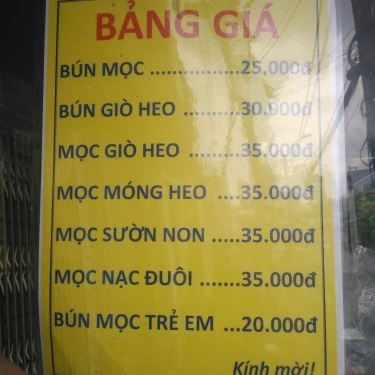 BẢNG GIÁ
BÚN MỌC ................25.000đ
BÚN GIÒ HEO ..........30.000đ
MỌC GIÒ HEO .........35.000đ
MỌC MÓNG HEO ...35.000đ
MỌC SƯỜN NON .....35.000đ
MỌC NẠC ĐUÔI .......35.000đ
BÚN MỌC TRẺ EM ...20.000đ
Kính mời!